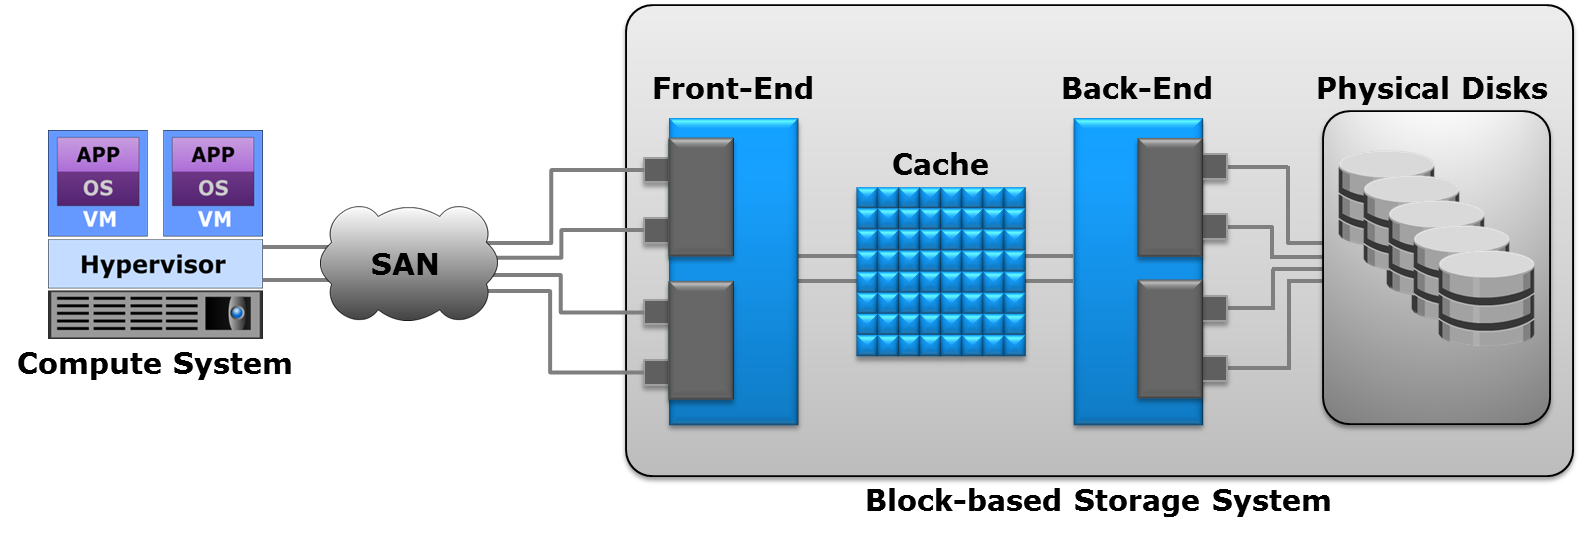 Front-End
Back-End
Physical Disks
APP
OS
VM
APP
OS
VM
Hypervisor
Compute System
SAN
Cache
Block-based Storage System